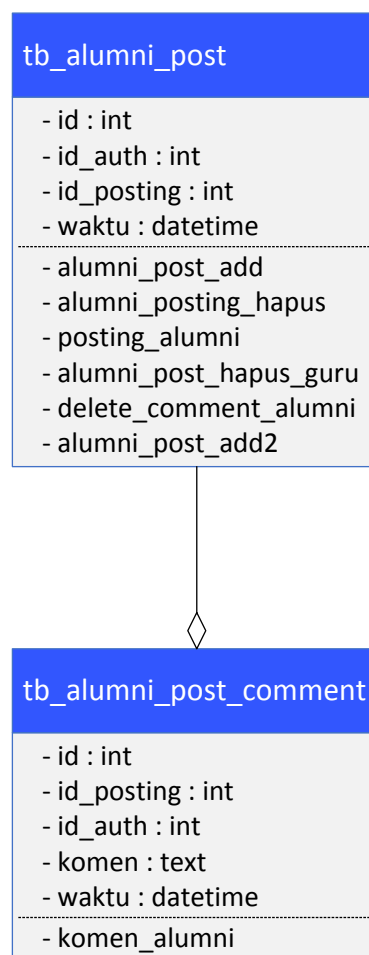 tb_alumni_post
- id : int
- id_auth : int
- id_posting : int
- waktu : datetime
- alumni_post_add
- alumni_posting_hapus
- posting_alumni
- alumni_post_hapus_guru
- delete_comment_alumni
- alumni_post_add2
tb_alumni_post_comment
- id : int
- id_posting : int
- id_auth : int
- komen : text
- waktu : datetime
- komen_alumni